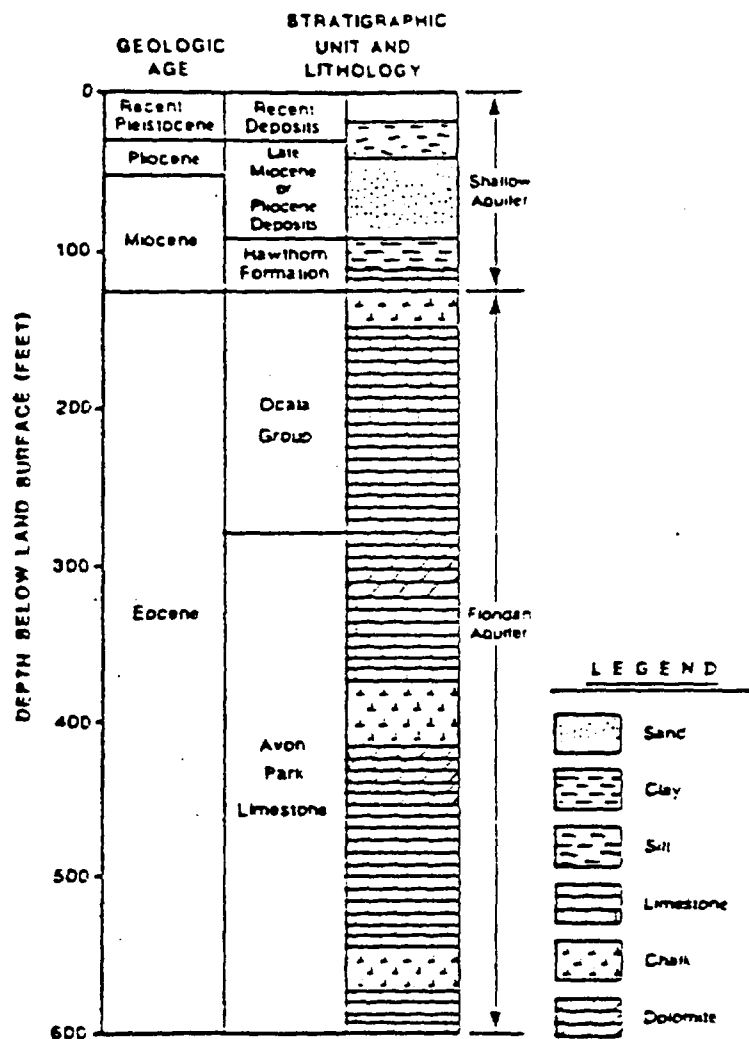 GEOLOGIC
AGE
STRATIGRAPHIC
UNIT AND
LITHOLOGY
DEPTH BELOW LAND SURFACE (FEET)
0
100
200
300
400
500
600
Recent
Pleistocene
Pliocene
Miocene
Eocene
Recent
Deposits
Late
Miocene
or
Pliocene
Deposits
Hawthorn
Formation
Ocala
Group
Avon
Park
Limestone
Shallow
Aquifer
Floridan
Aquifer
LEGEND
Sand
Clay
Silt
Limestone
Chalk
Dolomite